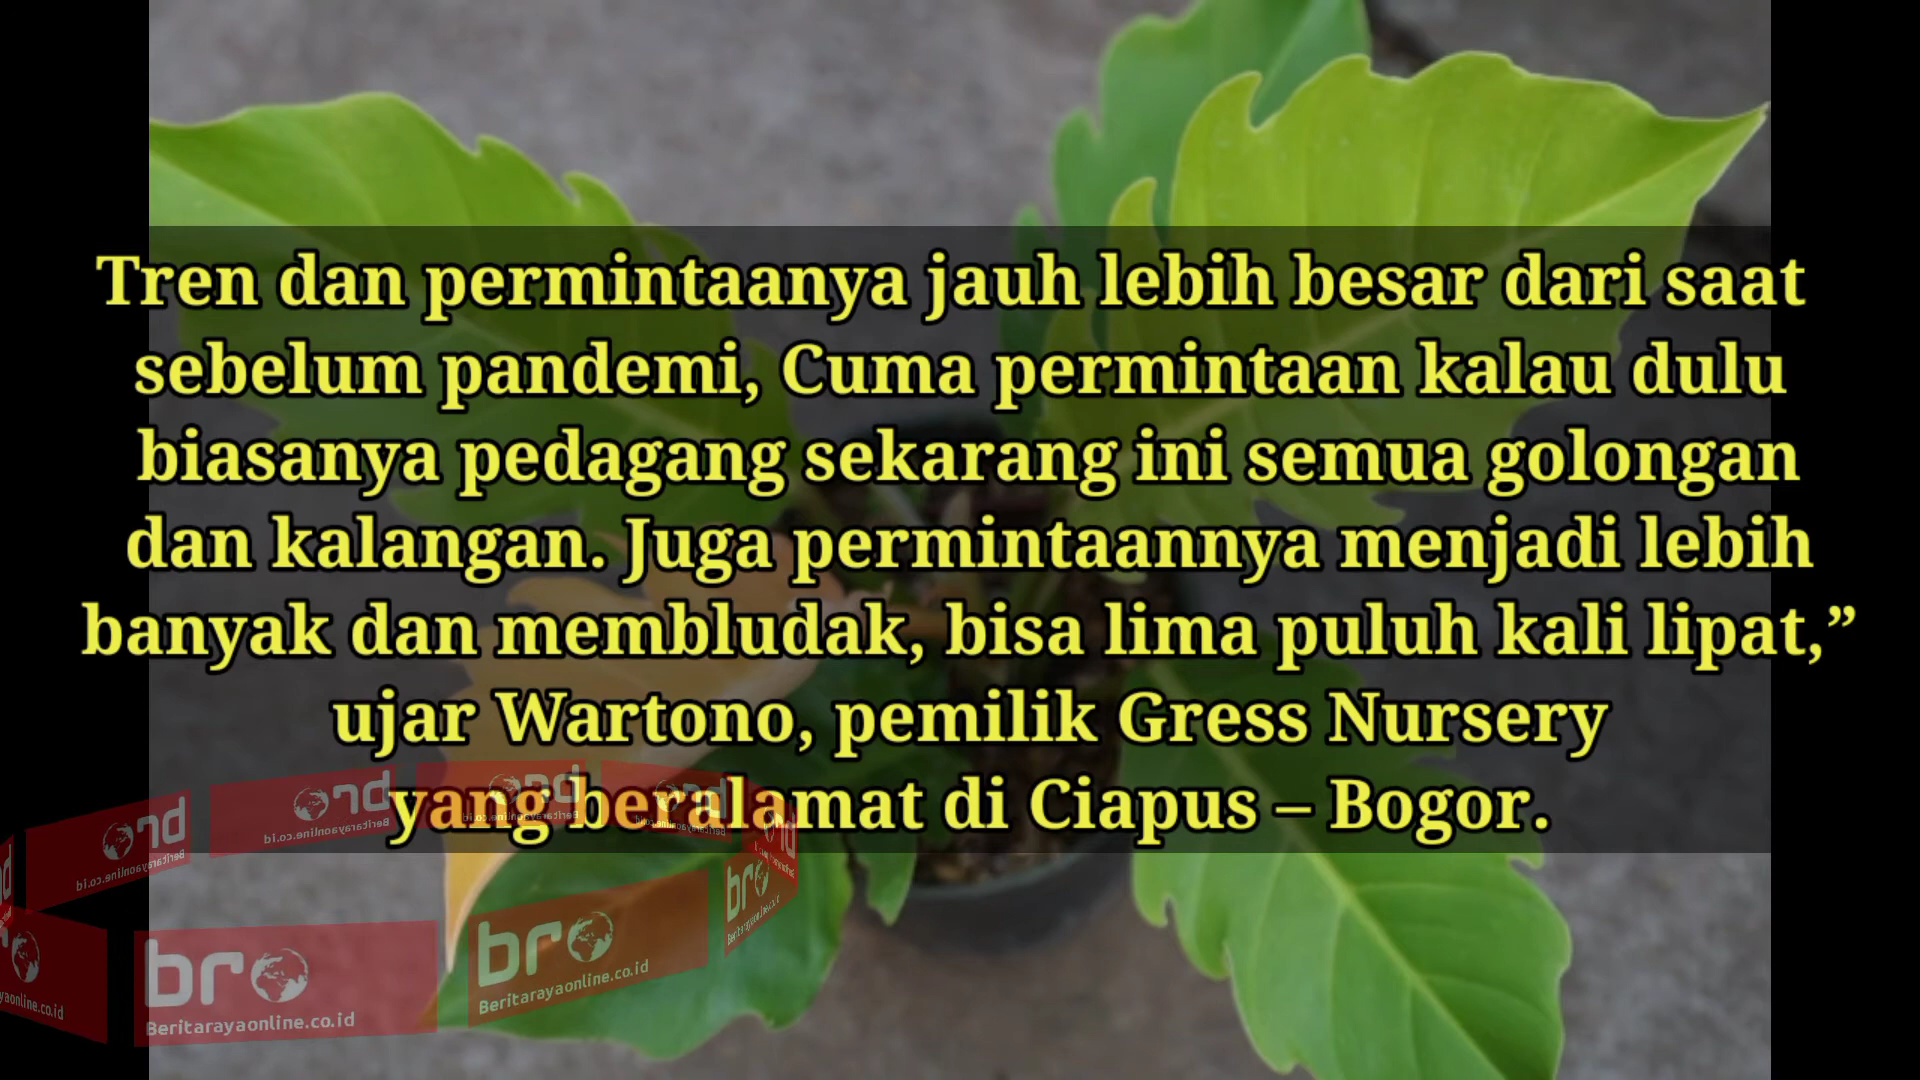 Tren dan permintaanya jauh lebih besar dari saat
sebelum pandemi, Cuma permintaan kalau dulu
biasanya pedagang sekarang ini semua golongan
dan kalangan. Juga permintaannya menjadi lebih
banyak dan membludak, bisa lima puluh kali lipat,”
ujar Wartono, pemilik Gress Nursery
yang beralamat di Ciapus – Bogor.
bro
Beritarayaonline.co.id
bro
Beritarayaonline.co.id
bro